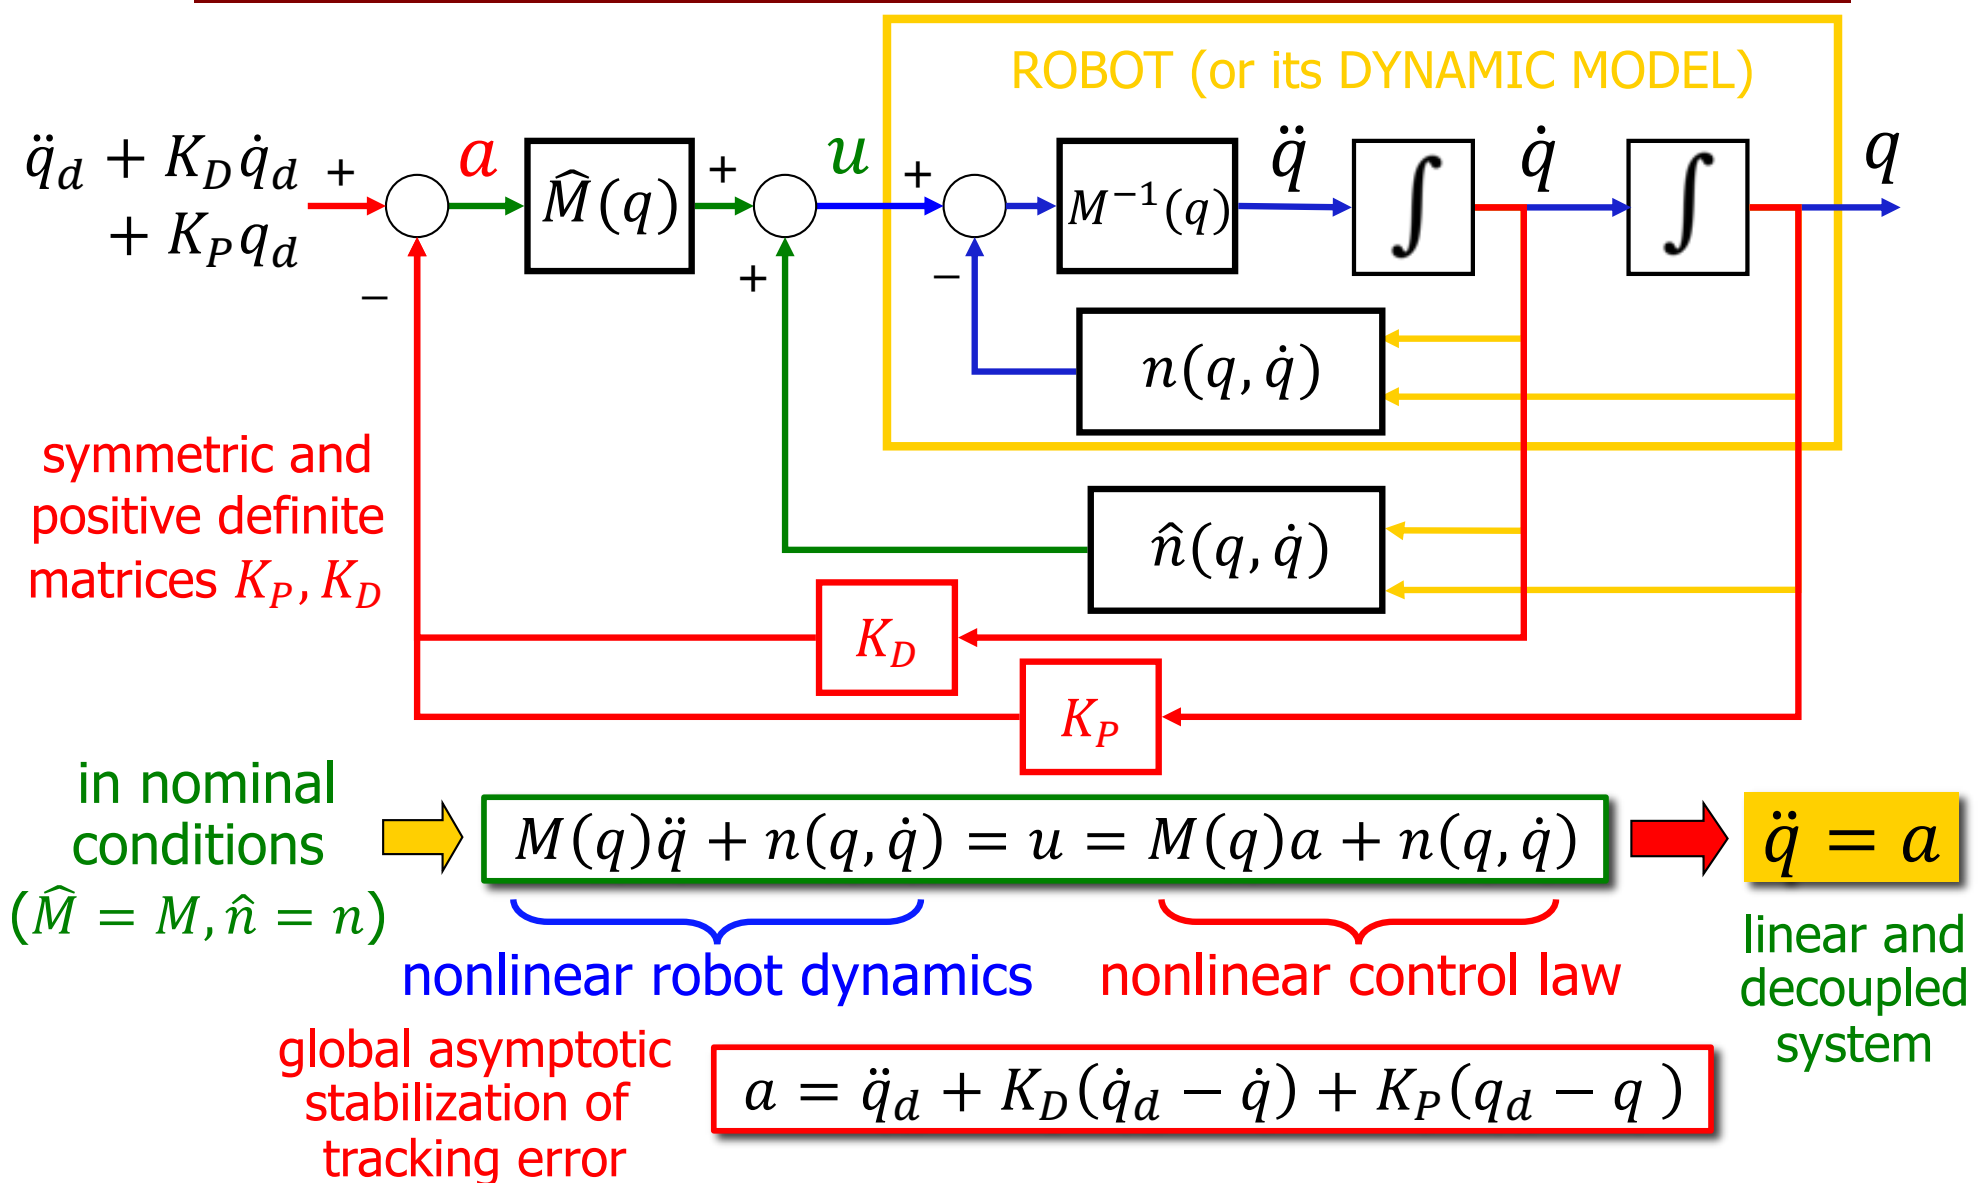 ROBOT (or its DYNAMIC MODEL)
q̈_d + K_D q̇_d
+ K_P q_d
+
−
a
M̂(q)
+
+
u
+
−
M⁻¹(q)
q̈
∫
q̇
∫
q
n(q, q̇)
n̂(q, q̇)
symmetric and
positive definite
matrices K_P, K_D
K_D
K_P
in nominal
conditions
(M̂ = M, n̂ = n)
M(q)q̈ + n(q, q̇) = u = M(q)a + n(q, q̇)
q̈ = a
nonlinear robot dynamics
nonlinear control law
linear and
decoupled
system
global asymptotic
stabilization of
tracking error
a = q̈_d + K_D(q̇_d − q̇) + K_P(q_d − q )